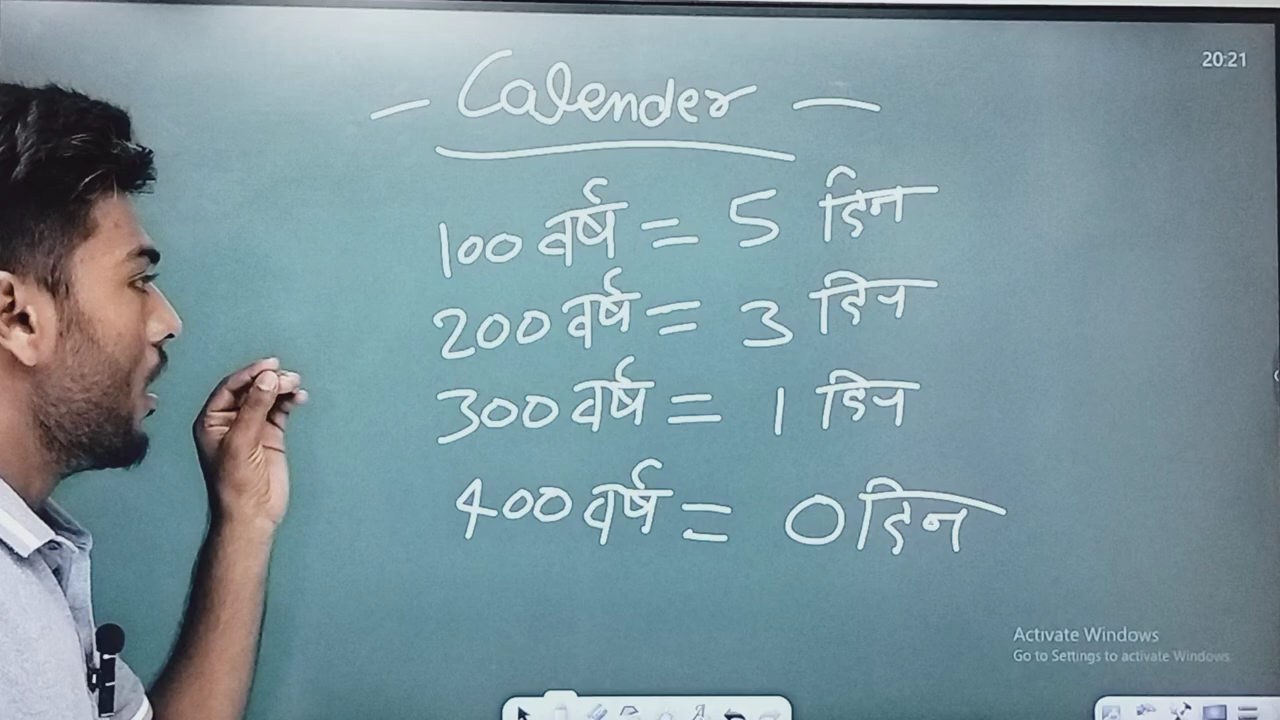 20:21
- Calender -
100 वर्ष = 5 दिन
200 वर्ष = 3 दिन
300 वर्ष = 1 दिन
400 वर्ष = 0 दिन
Activate Windows
Go to Settings to activate Windows.